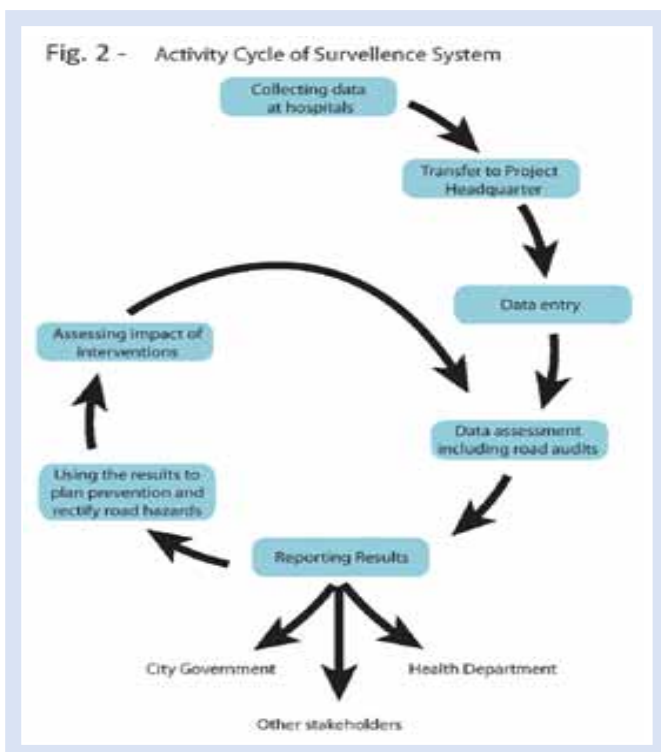 Fig. 2 - Activity Cycle of Survellence System
Collecting data
at hospitals
Transfer to Project
Headquarter
Data entry
Assessing impact of
interventions
Data assessment
including road audits
Using the results to
plan prevention and
rectify road hazards
Reporting Results
City Government
Health Department
Other stakeholders